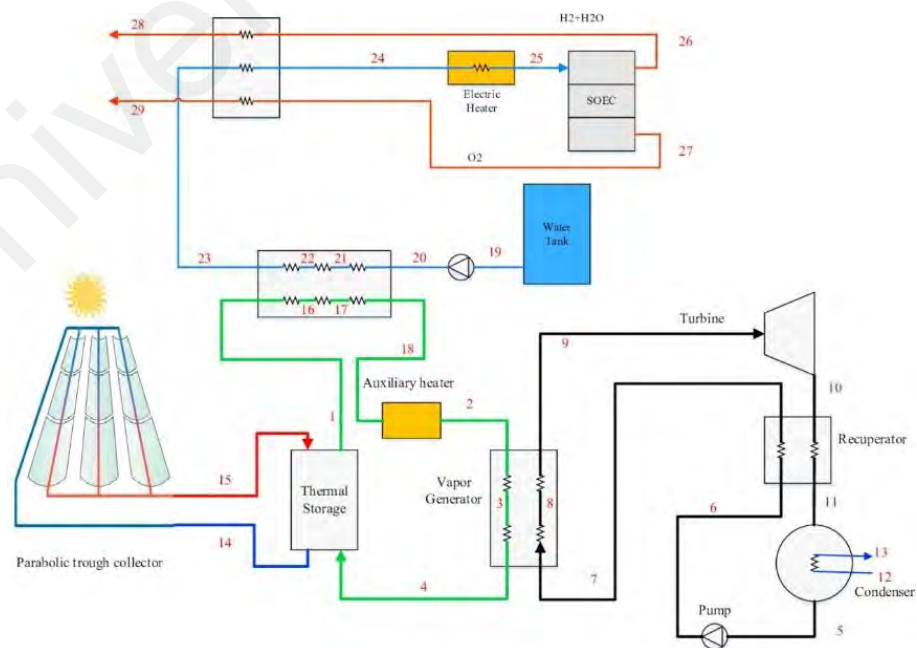 H2+H2O
28
26
24
25
Electric
Heater
SOEC
29
27
O2
Water
Tank
23
22
21
20
19
16
17
Turbine
9
18
Auxiliary heater
10
1
2
Recuperator
Vapor
Generator
15
Thermal
Storage
3
8
6
11
14
13
Parabolic trough collector
12
4
7
Condenser
Pump
5